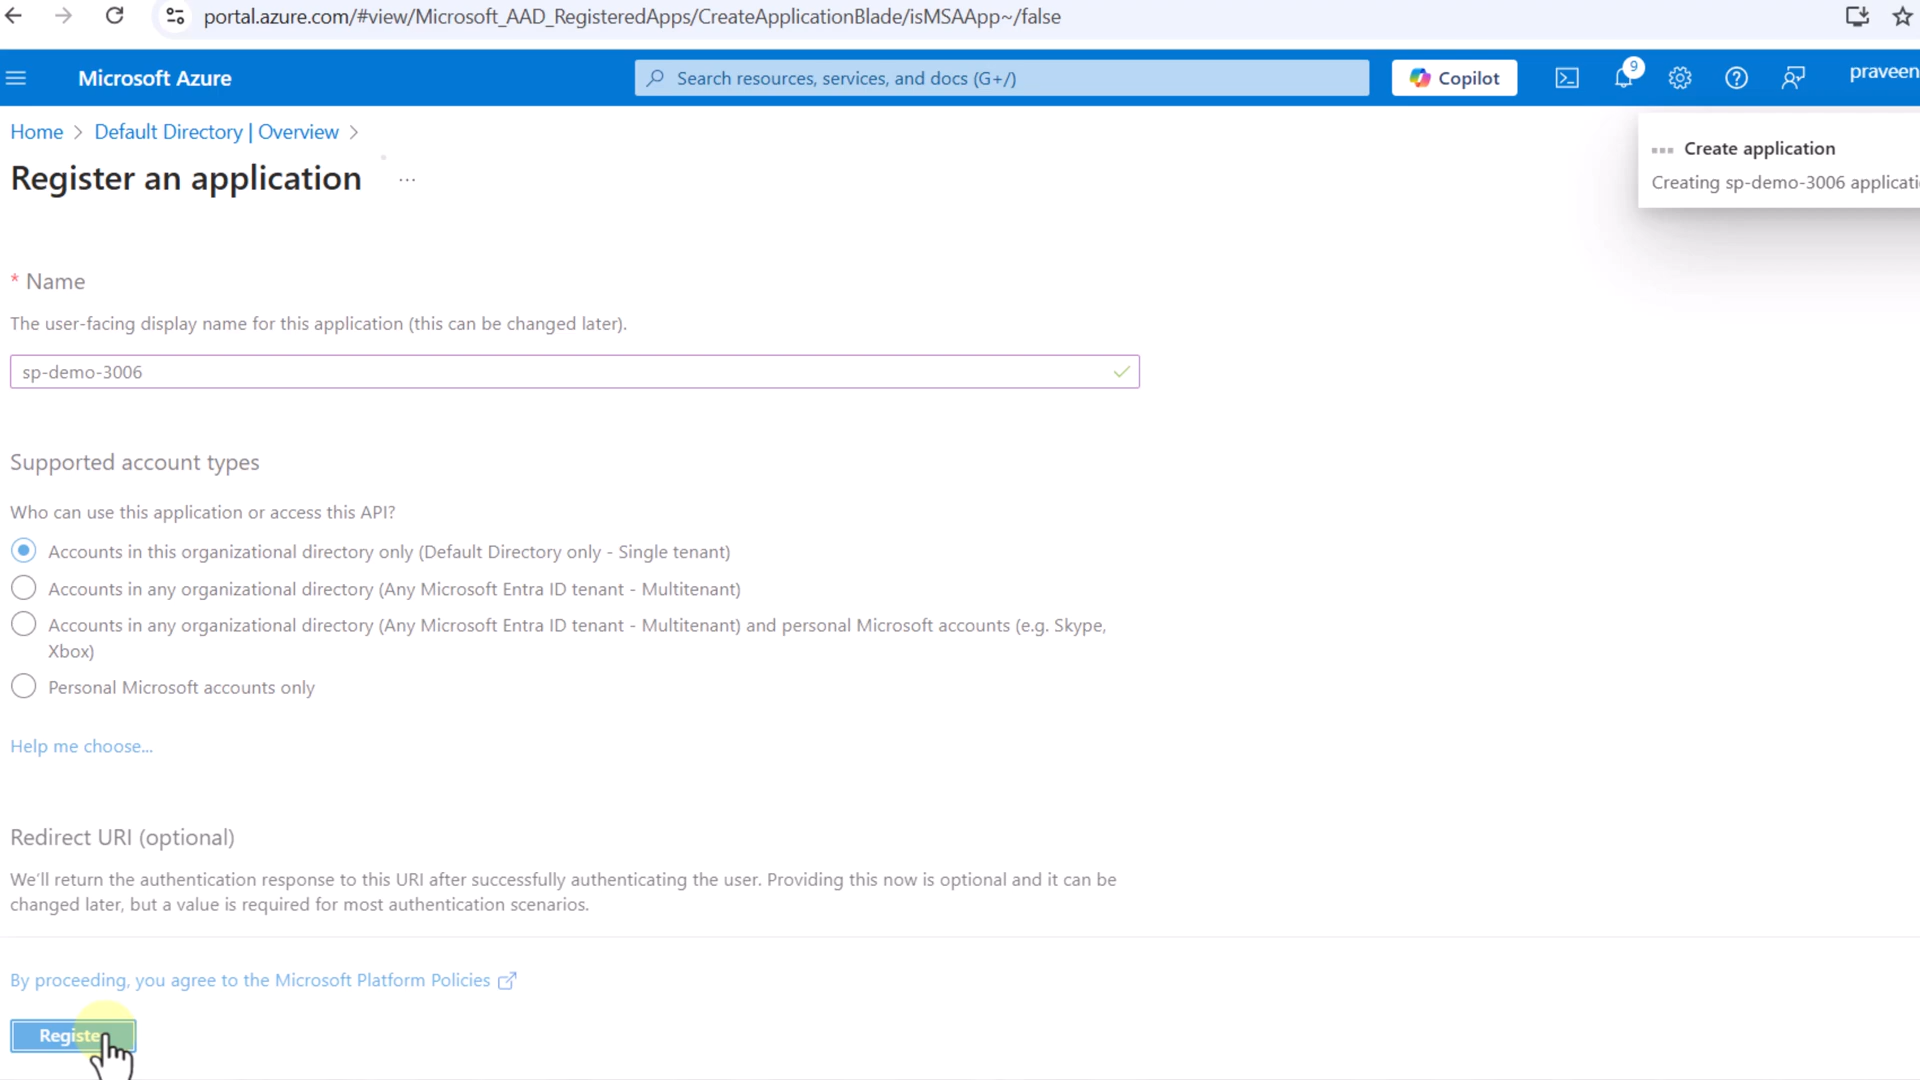 portal.azure.com/#view/Microsoft_AAD_RegisteredApps/CreateApplicationBlade/isMSAApp~/false
Microsoft Azure
Search resources, services, and docs (G+/)
Copilot
9
praveen
Home > Default Directory | Overview >
Register an application
...
Create application
Creating sp-demo-3006 applicati
* Name
The user-facing display name for this application (this can be changed later).
sp-demo-3006
Supported account types
Who can use this application or access this API?
Accounts in this organizational directory only (Default Directory only - Single tenant)
Accounts in any organizational directory (Any Microsoft Entra ID tenant - Multitenant)
Accounts in any organizational directory (Any Microsoft Entra ID tenant - Multitenant) and personal Microsoft accounts (e.g. Skype,
Xbox)
Personal Microsoft accounts only
Help me choose...
Redirect URI (optional)
We'll return the authentication response to this URI after successfully authenticating the user. Providing this now is optional and it can be
changed later, but a value is required for most authentication scenarios.
By proceeding, you agree to the Microsoft Platform Policies
Register